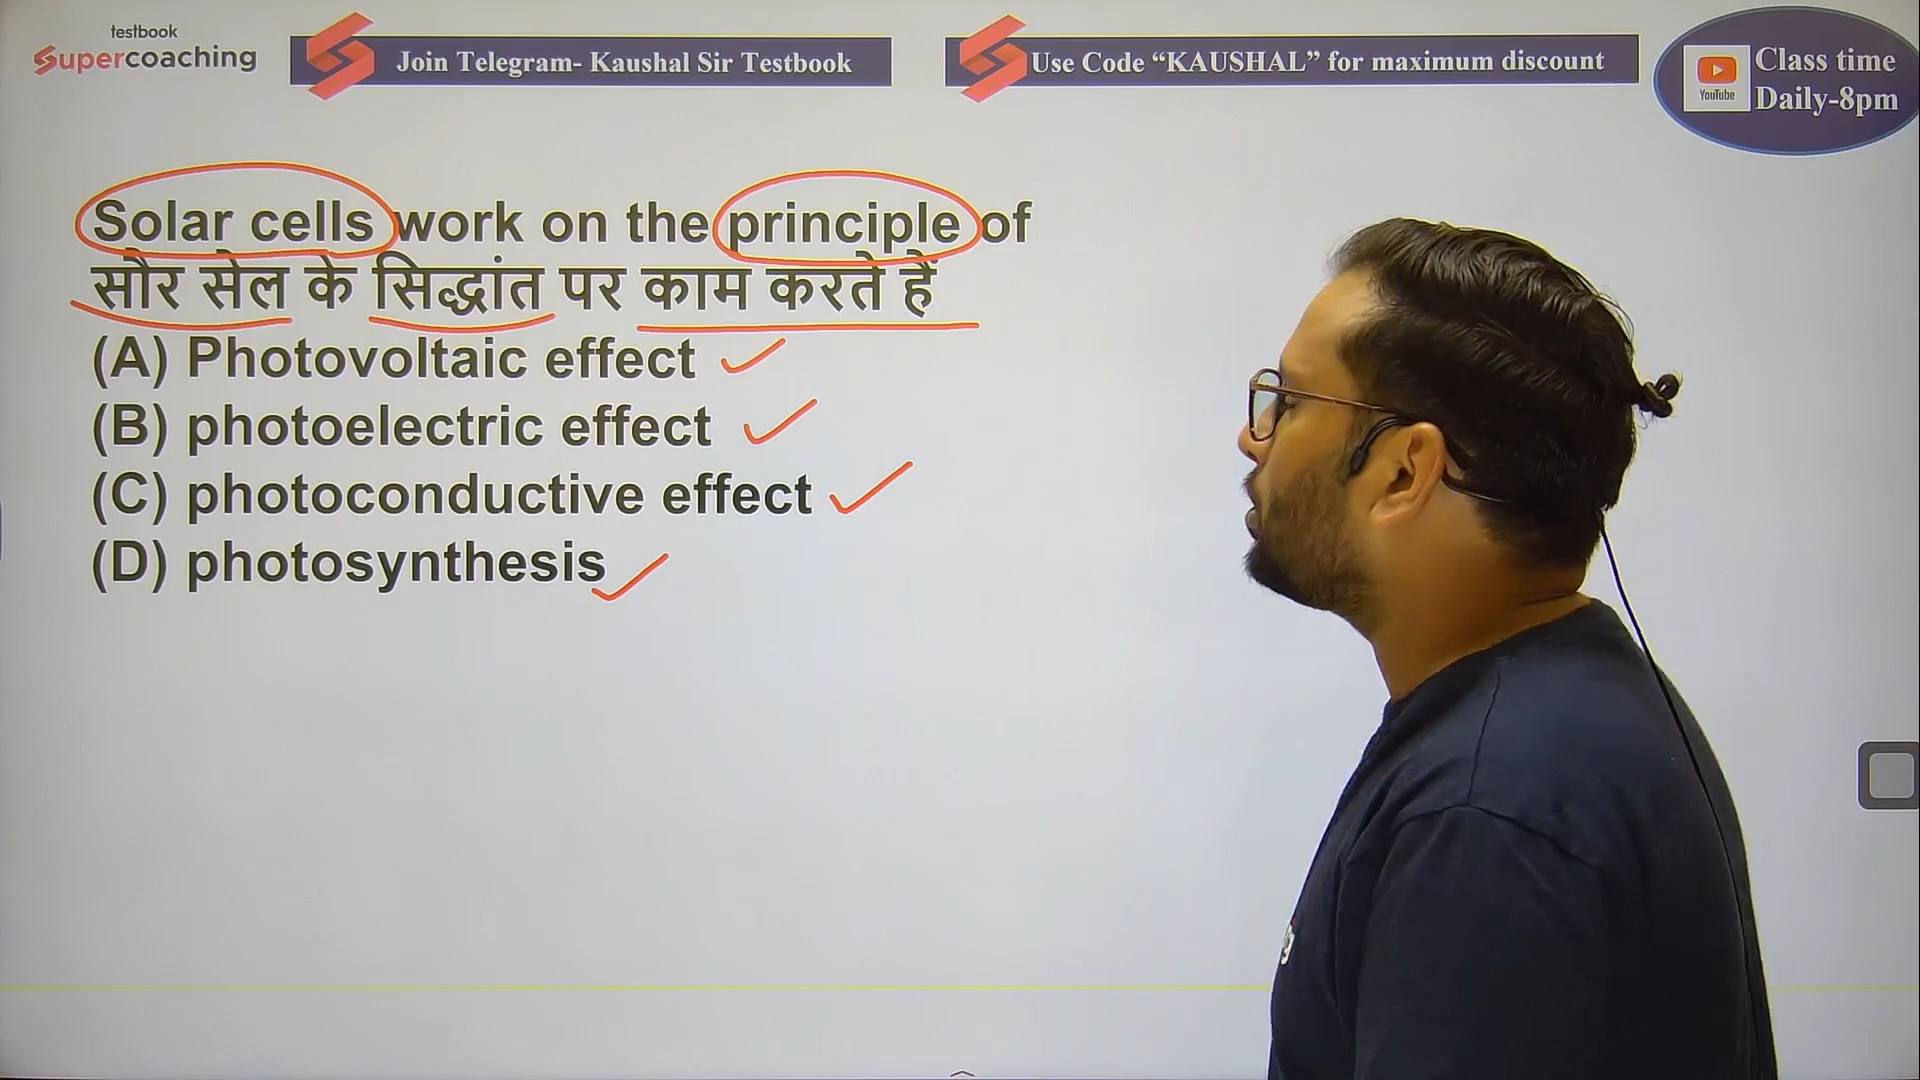 testbook
Supercoaching
Join Telegram- Kaushal Sir Testbook
Use Code “KAUSHAL” for maximum discount
YouTube
Class time
Daily-8pm
Solar cells work on the principle of
सौर सेल के सिद्धांत पर काम करते हैं
(A) Photovoltaic effect
(B) photoelectric effect
(C) photoconductive effect
(D) photosynthesis